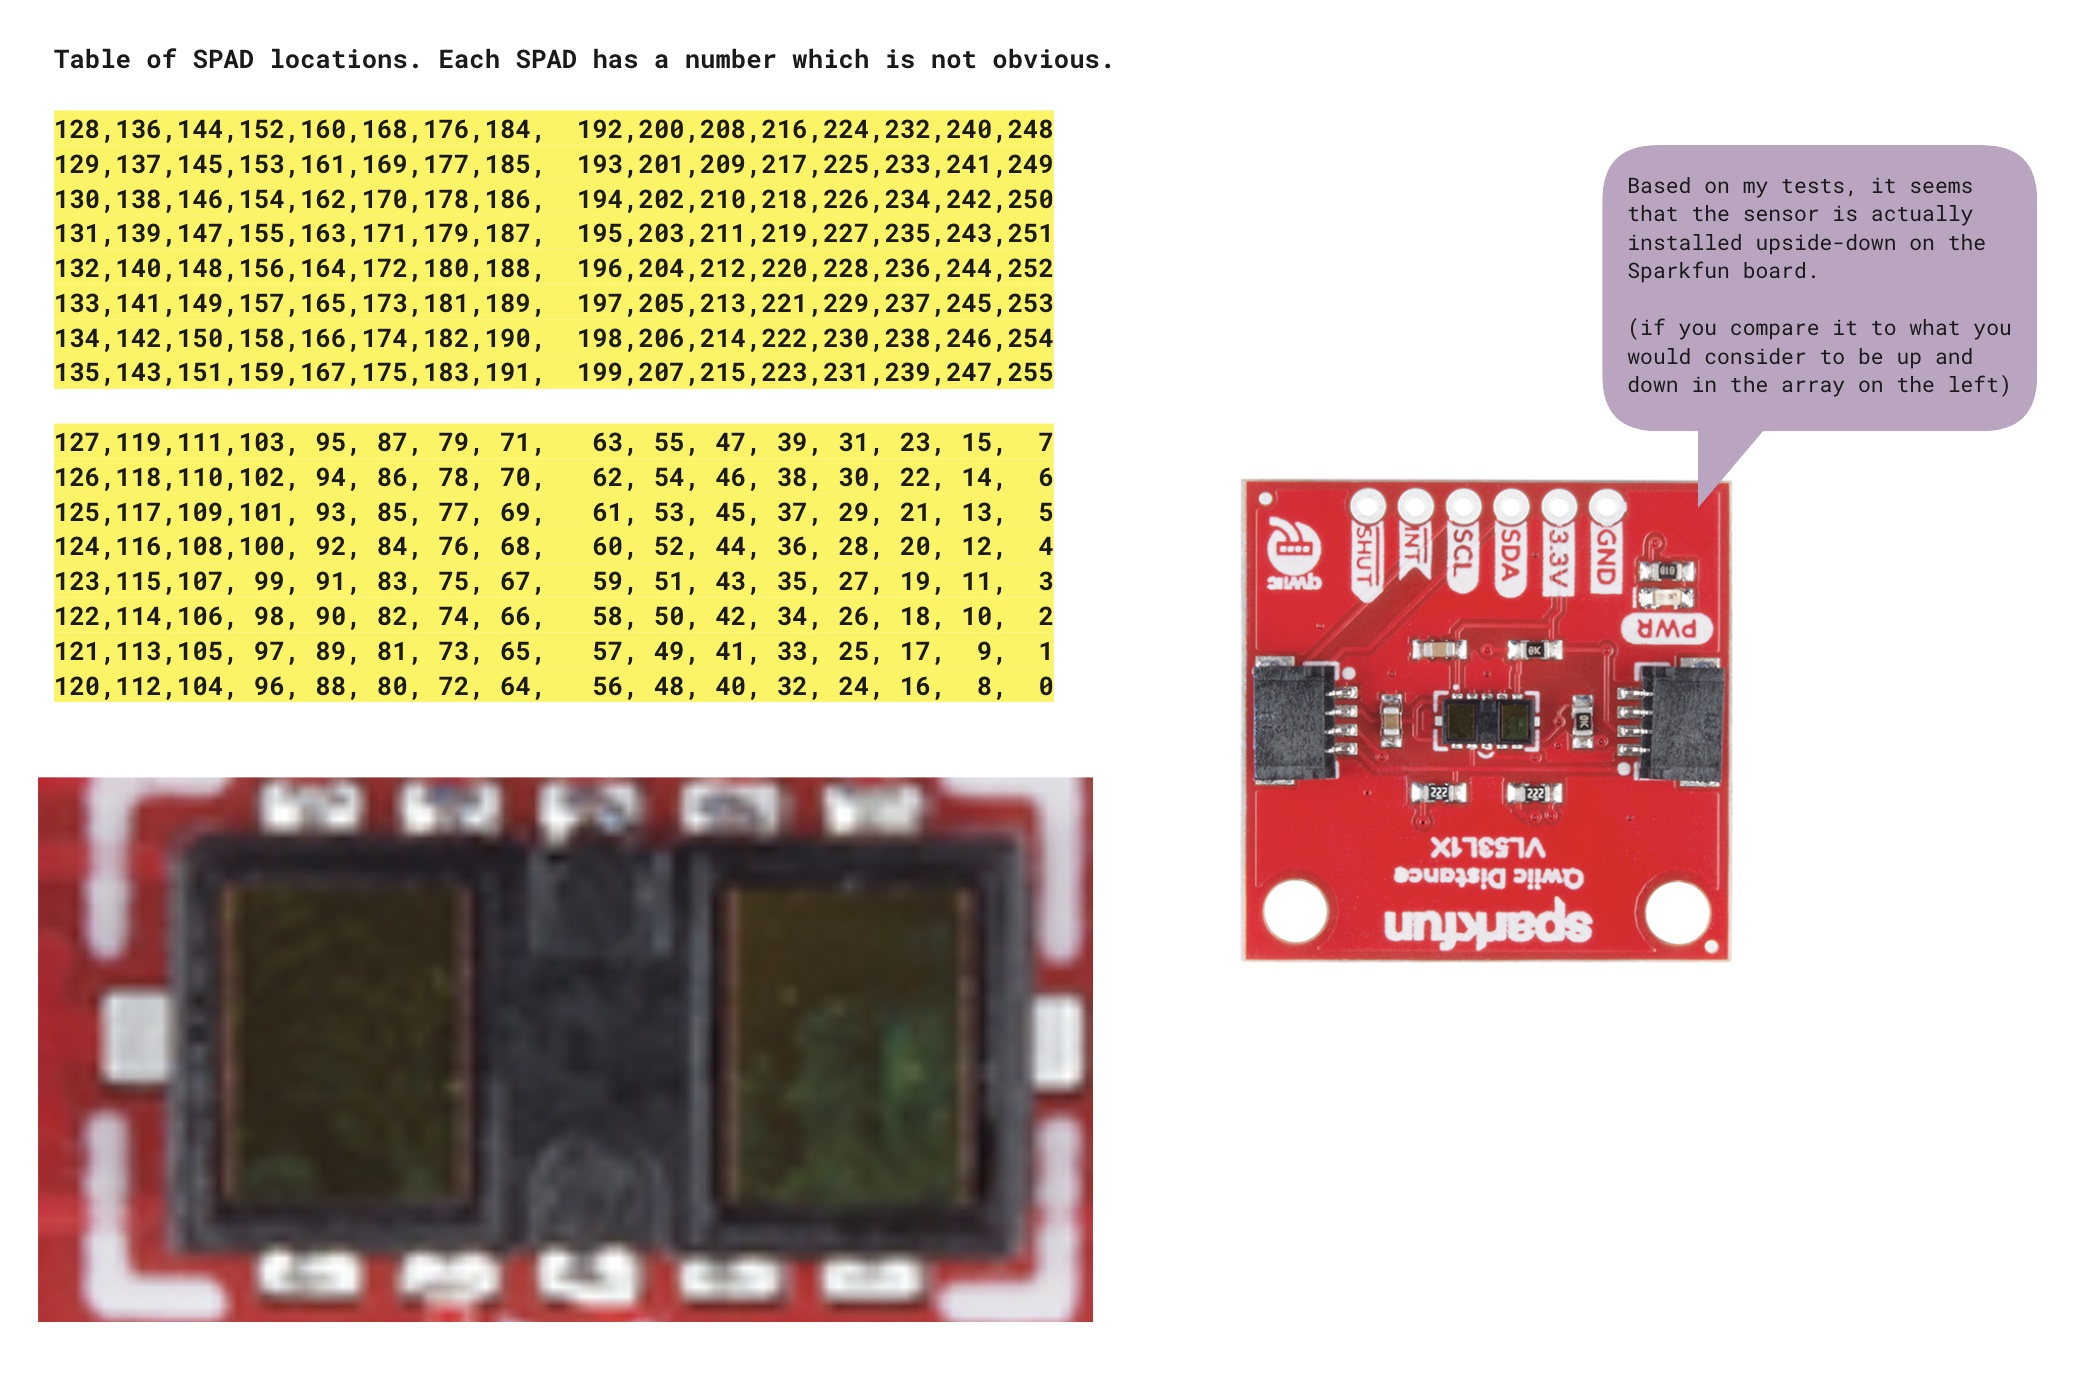 Table of SPAD locations. Each SPAD has a number which is not obvious.
128,136,144,152,160,168,176,184,  192,200,208,216,224,232,240,248
129,137,145,153,161,169,177,185,  193,201,209,217,225,233,241,249
130,138,146,154,162,170,178,186,  194,202,210,218,226,234,242,250
131,139,147,155,163,171,179,187,  195,203,211,219,227,235,243,251
132,140,148,156,164,172,180,188,  196,204,212,220,228,236,244,252
133,141,149,157,165,173,181,189,  197,205,213,221,229,237,245,253
134,142,150,158,166,174,182,190,  198,206,214,222,230,238,246,254
135,143,151,159,167,175,183,191,  199,207,215,223,231,239,247,255
127,119,111,103, 95, 87, 79, 71,   63, 55, 47, 39, 31, 23, 15,  7
126,118,110,102, 94, 86, 78, 70,   62, 54, 46, 38, 30, 22, 14,  6
125,117,109,101, 93, 85, 77, 69,   61, 53, 45, 37, 29, 21, 13,  5
124,116,108,100, 92, 84, 76, 68,   60, 52, 44, 36, 28, 20, 12,  4
123,115,107, 99, 91, 83, 75, 67,   59, 51, 43, 35, 27, 19, 11,  3
122,114,106, 98, 90, 82, 74, 66,   58, 50, 42, 34, 26, 18, 10,  2
121,113,105, 97, 89, 81, 73, 65,   57, 49, 41, 33, 25, 17,  9,  1
120,112,104, 96, 88, 80, 72, 64,   56, 48, 40, 32, 24, 16,  8,  0
Based on my tests, it seems
that the sensor is actually
installed upside-down on the
Sparkfun board.
(if you compare it to what you
would consider to be up and
down in the array on the left)
SHUT
INT
SCL
SDA
3.3V
GND
qwiic
PWR
222
222
VL53L1X
Qwiic Distance
sparkfun